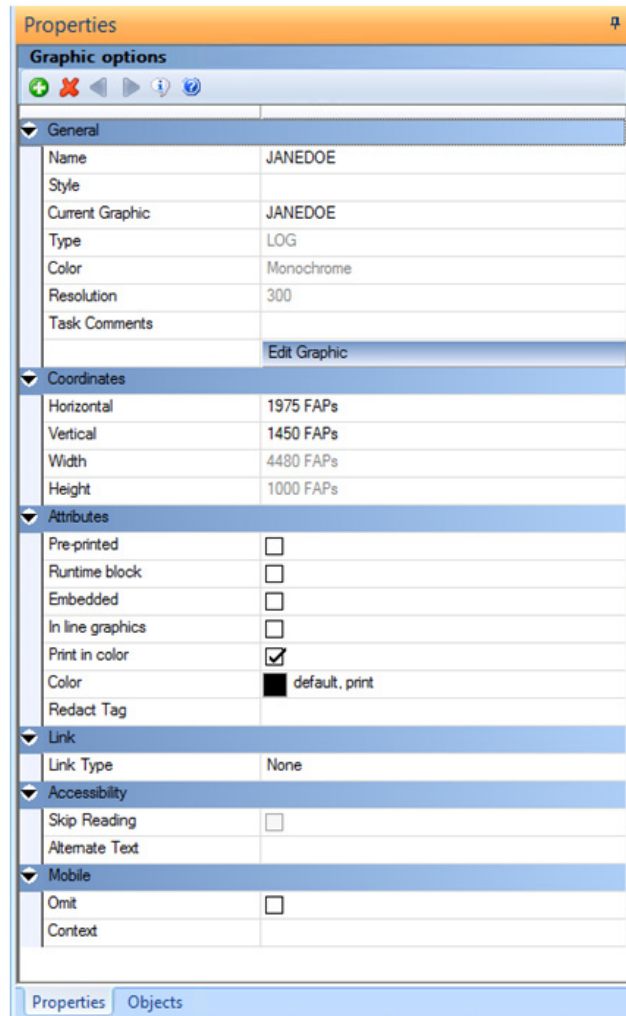 Properties
Graphic options
General
Name JANEDOE
Style
Current Graphic JANEDOE
Type LOG
Color Monochrome
Resolution 300
Task Comments
Edit Graphic
Coordinates
Horizontal 1975 FAPs
Vertical 1450 FAPs
Width 4480 FAPs
Height 1000 FAPs
Attributes
Pre-printed
Runtime block
Embedded
In line graphics
Print in color
Color default, print
Redact Tag
Link
Link Type None
Accessibility
Skip Reading
Alternate Text
Mobile
Omit
Context
Properties Objects